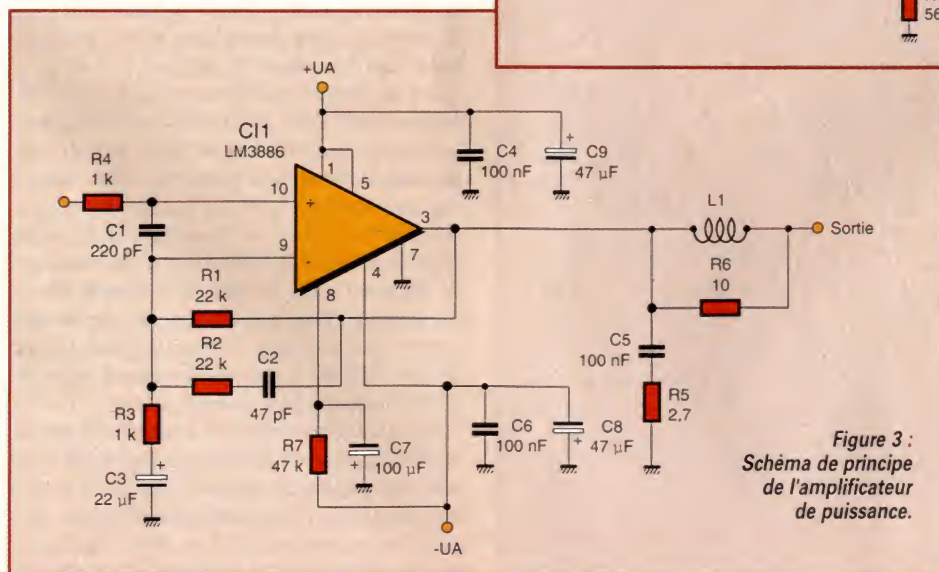 56
+UA
CI1
LM3886
C4
100 nF
C9
+
47 µF
R4
1 k
10
1
5
+
C1
220 pF
9
-
3
7
4
8
L1
Sortie
R6
10
R1
22 k
R2
22 k
C2
47 pF
C5
100 nF
R5
2,7
R3
1 k
+
C3
22 µF
R7
47 k
C7
+
100 µF
C6
100 nF
C8
+
47 µF
-UA
Figure 3 :
Schèma de principe
de l'amplificateur
de puissance.